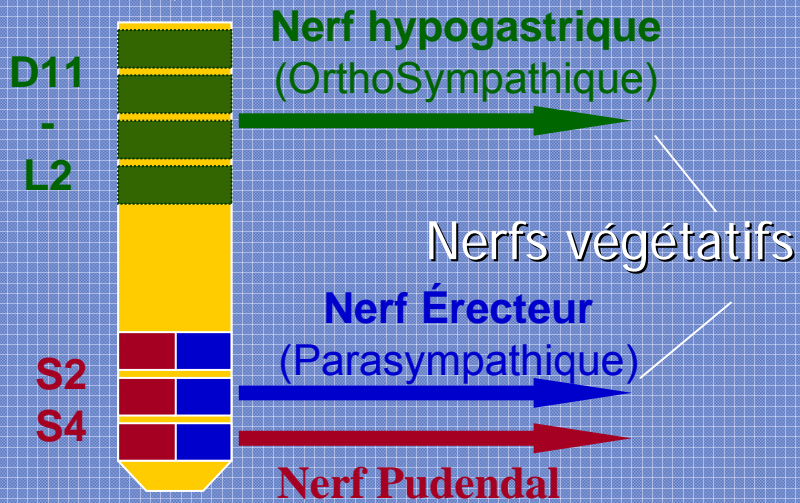 Nerf hypogastrique
(OrthoSympathique)
D11
-
L2
Nerfs végétatifs
Nerf Érecteur
(Parasympathique)
S2
S4
Nerf Pudendal